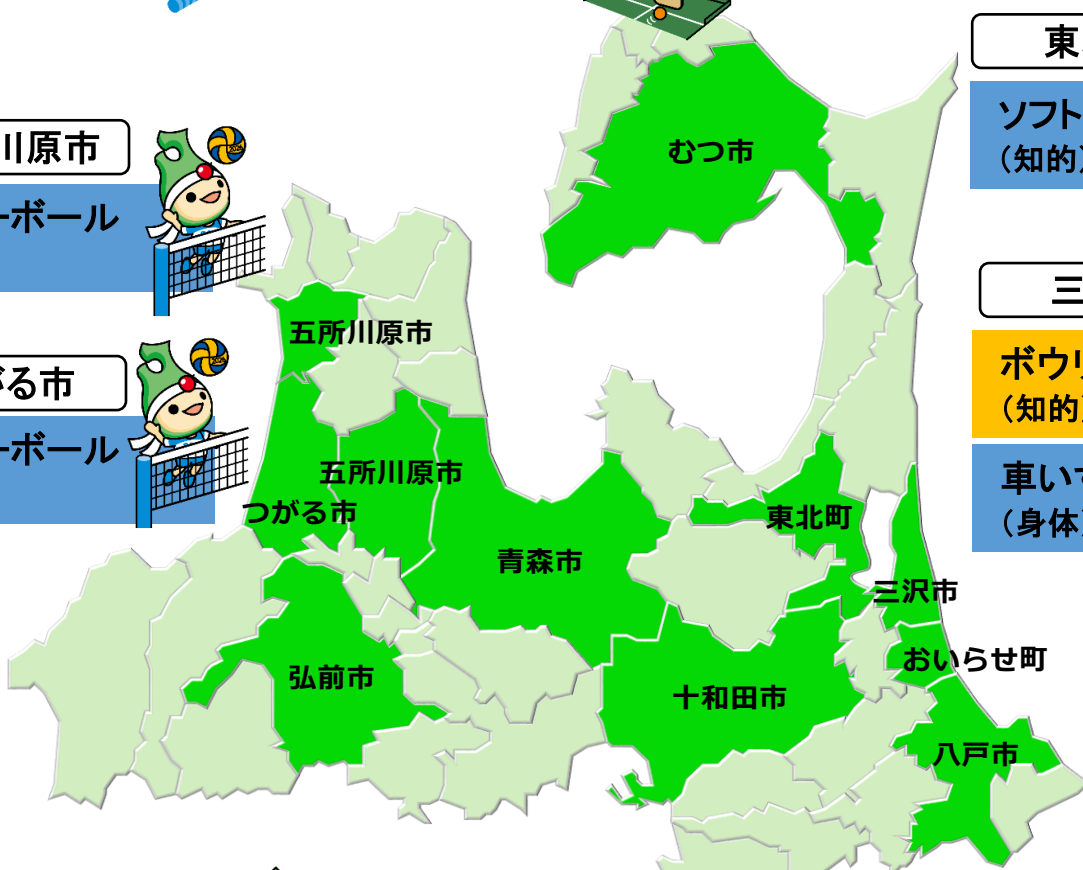 川原市
ーボール
がる市
ーボール
むつ市
五所川原市
五所川原市
つがる市
青森市
東北町
三沢市
おいらせ町
弘前市
十和田市
八戸市
東
ソフト
（知的）
三
ボウリ
（知的）
車いす
（身体）